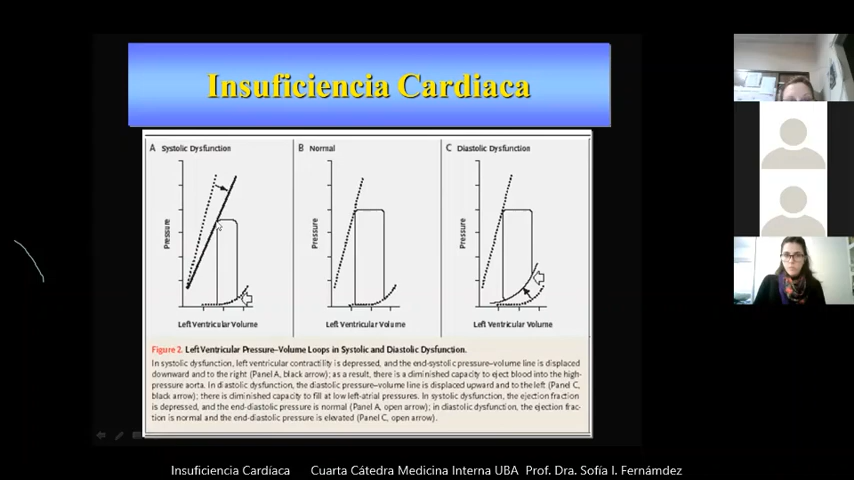 Insuficiencia Cardiaca
A Systolic Dysfunction
Pressure
Left Ventricular Volume
B Normal
Pressure
Left Ventricular Volume
C Diastolic Dysfunction
Pressure
Left Ventricular Volume
Figure 2. Left Ventricular Pressure–Volume Loops in Systolic and Diastolic Dysfunction.
In systolic dysfunction, left ventricular contractility is depressed, and the end-systolic pressure–volume line is displaced
downward and to the right (Panel A, black arrow); as a result, there is a diminished capacity to eject blood into the high-
pressure aorta. In diastolic dysfunction, the diastolic pressure–volume line is displaced upward and to the left (Panel C,
black arrow); there is diminished capacity to fill at low left-atrial pressures. In systolic dysfunction, the ejection fraction
is depressed, and the end-diastolic pressure is normal (Panel A, open arrow); in diastolic dysfunction, the ejection frac-
tion is normal and the end-diastolic pressure is elevated (Panel C, open arrow).
Insuficiencia Cardíaca Cuarta Cátedra Medicina Interna UBA Prof. Dra. Sofía I. Fernámdez